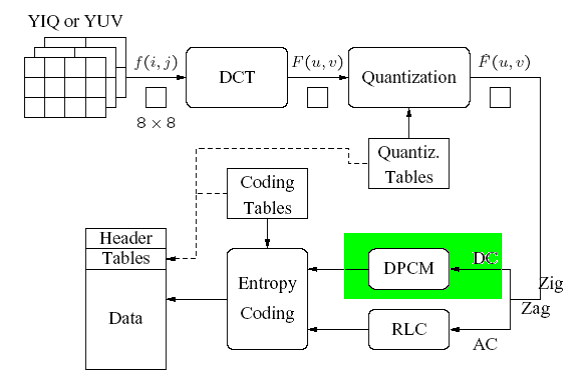 YIQ or YUV
f(i, j)
8 × 8
DCT
F(u, v)
Quantization
F̂(u, v)
Quantiz.
Tables
Coding
Tables
Header
Tables
Data
Entropy
Coding
DPCM
DC
Zig
Zag
RLC
AC